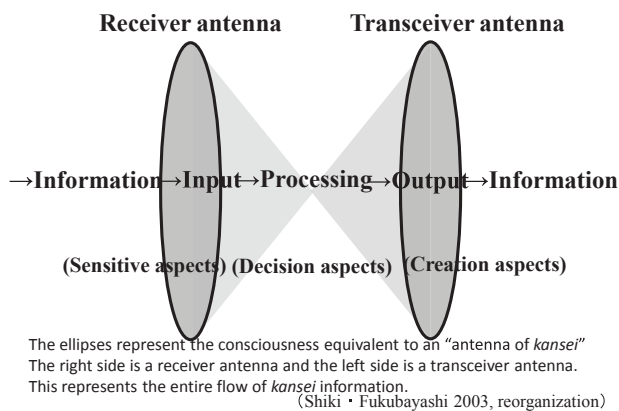 Receiver antenna Transceiver antenna
→Information→Input→Processing→Output→Information
(Sensitive aspects) (Decision aspects) (Creation aspects)
The ellipses represent the consciousness equivalent to an “antenna of kansei”
The right side is a receiver antenna and the left side is a transceiver antenna.
This represents the entire flow of kansei information.
（Shiki・Fukubayashi 2003, reorganization）